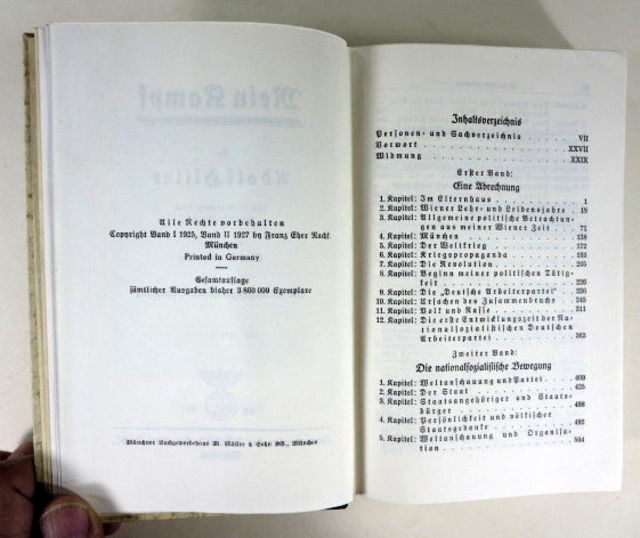 Alle Rechte vorbehalten
Copyright Band I 1925, Band II 1927 by Franz Eher Nachf.
München
Printed in Germany
Gesamtauflage
sämtlicher Ausgaben bisher 3 860 000 Exemplare
Münchner Buchgewerbehaus M. Müller & Sohn KG., München
Inhaltsverzeichnis
Personen- und Sachverzeichnis . . . . . VII
Vorwort . . . . . XXVII
Widmung . . . . . XXIX
Erster Band:
Eine Abrechnung
1. Kapitel: Im Elternhaus . . . . . 1
2. Kapitel: Wiener Lehr- und Leidensjahre . . 18
3. Kapitel: Allgemeine politische Betrachtun-
gen aus meiner Wiener Zeit . . . . . 71
4. Kapitel: München . . . . . 138
5. Kapitel: Der Weltkrieg . . . . . 172
6. Kapitel: Kriegspropaganda . . . . . 193
7. Kapitel: Die Revolution . . . . . 205
8. Kapitel: Beginn meiner politischen Tätig-
keit . . . . . 226
9. Kapitel: Die „Deutsche Arbeiterpartei“ . . 236
10. Kapitel: Ursachen des Zusammenbruchs . . 245
11. Kapitel: Volk und Rasse . . . . . 311
12. Kapitel: Die erste Entwicklungszeit der Na-
tionalsozialistischen Deutschen
Arbeiterpartei . . . . . 363
Zweiter Band:
Die nationalsozialistische Bewegung
1. Kapitel: Weltanschauung und Partei . . . . 409
2. Kapitel: Der Staat . . . . . 425
3. Kapitel: Staatsangehöriger und Staats-
bürger . . . . . 488
4. Kapitel: Persönlichkeit und völkischer
Staatsgedanke . . . . . 492
5. Kapitel: Weltanschauung und Organisa-
tion . . . . . 504